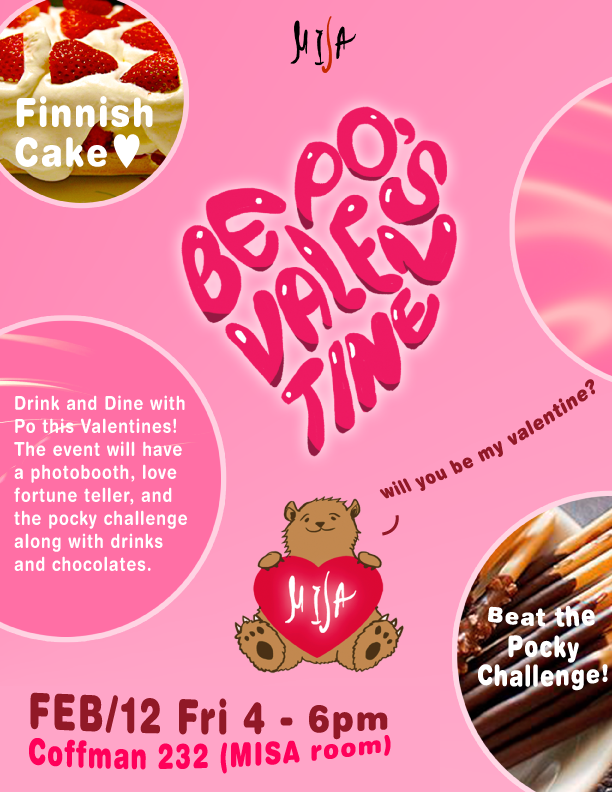 MISA
Finnish
Cake♥
BE PO'S
VALEN
TINE
Drink and Dine with
Po this Valentines!
The event will have
a photobooth, love
fortune teller, and
the pocky challenge
along with drinks
and chocolates.
will you be my valentine?
MISA
Beat the
Pocky
Challenge!
FEB/12 Fri 4 - 6pm
Coffman 232 (MISA room)